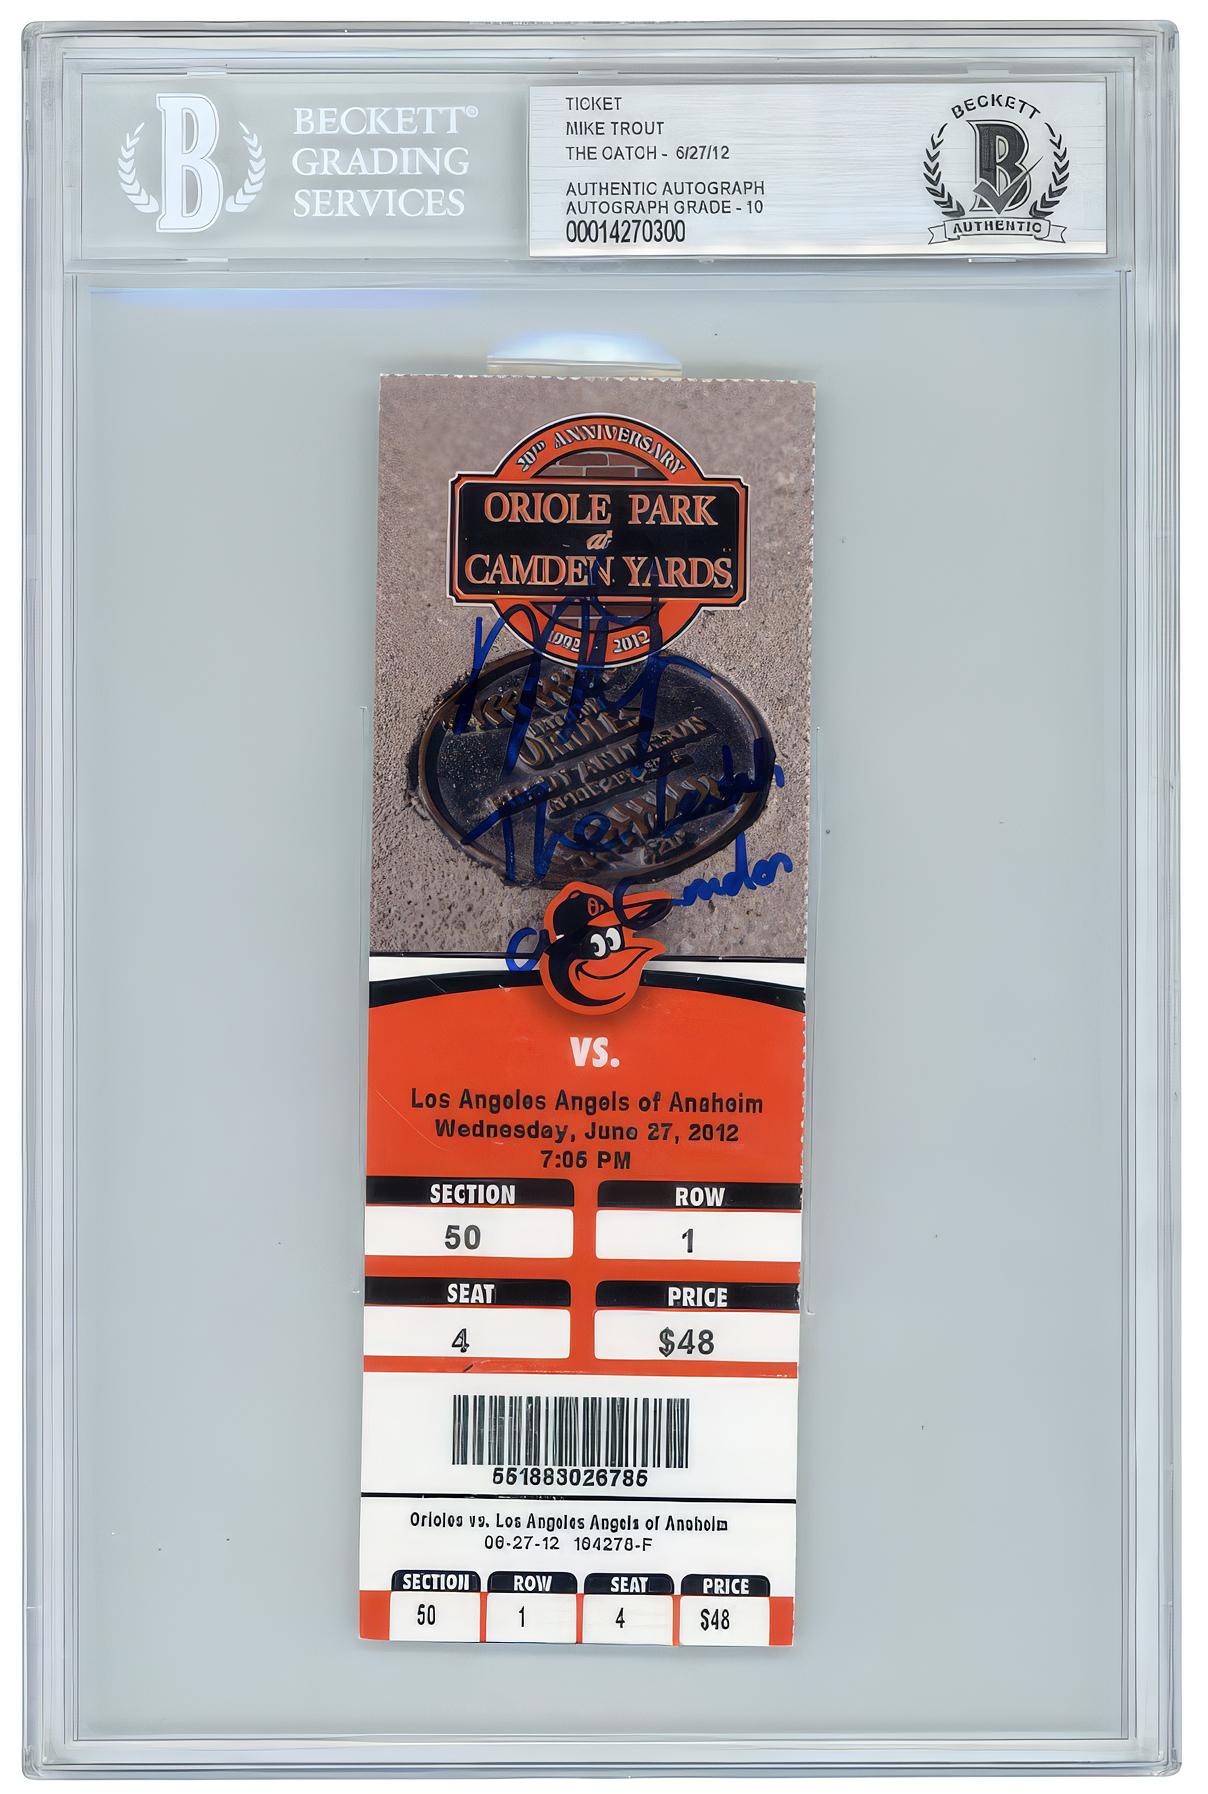 BECKETT®
GRADING
SERVICES
TICKET
MIKE TROUT
THE CATCH - 6/27/12
AUTHENTIC AUTOGRAPH
AUTOGRAPH GRADE - 10
00014270300
BECKETT
B
AUTHENTIC
20TH ANNIVERSARY
ORIOLE PARK
at
CAMDEN YARDS
1992 2012
ORIOLES
The Catch
@ Camden
VS.
Los Angeles Angels of Anaheim
Wednesday, June 27, 2012
7:05 PM
SECTION ROW
50 1
SEAT PRICE
4 $48
551883026785
Orioles vs. Los Angeles Angels of Anaheim
06-27-12 104278-F
SECTION ROW SEAT PRICE
50 1 4 $48